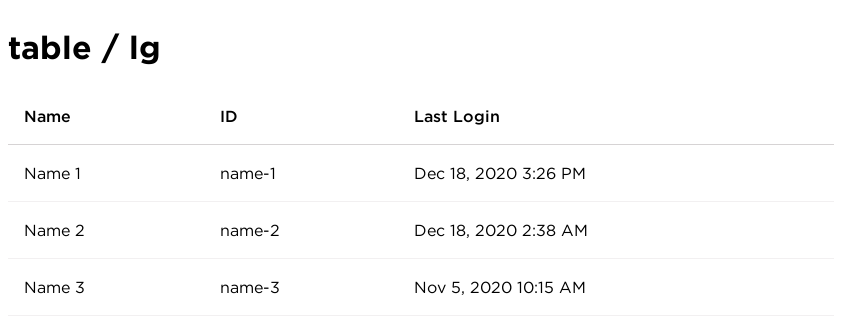 table / lg
Name ID Last Login
Name 1 name-1 Dec 18, 2020 3:26 PM
Name 2 name-2 Dec 18, 2020 2:38 AM
Name 3 name-3 Nov 5, 2020 10:15 AM